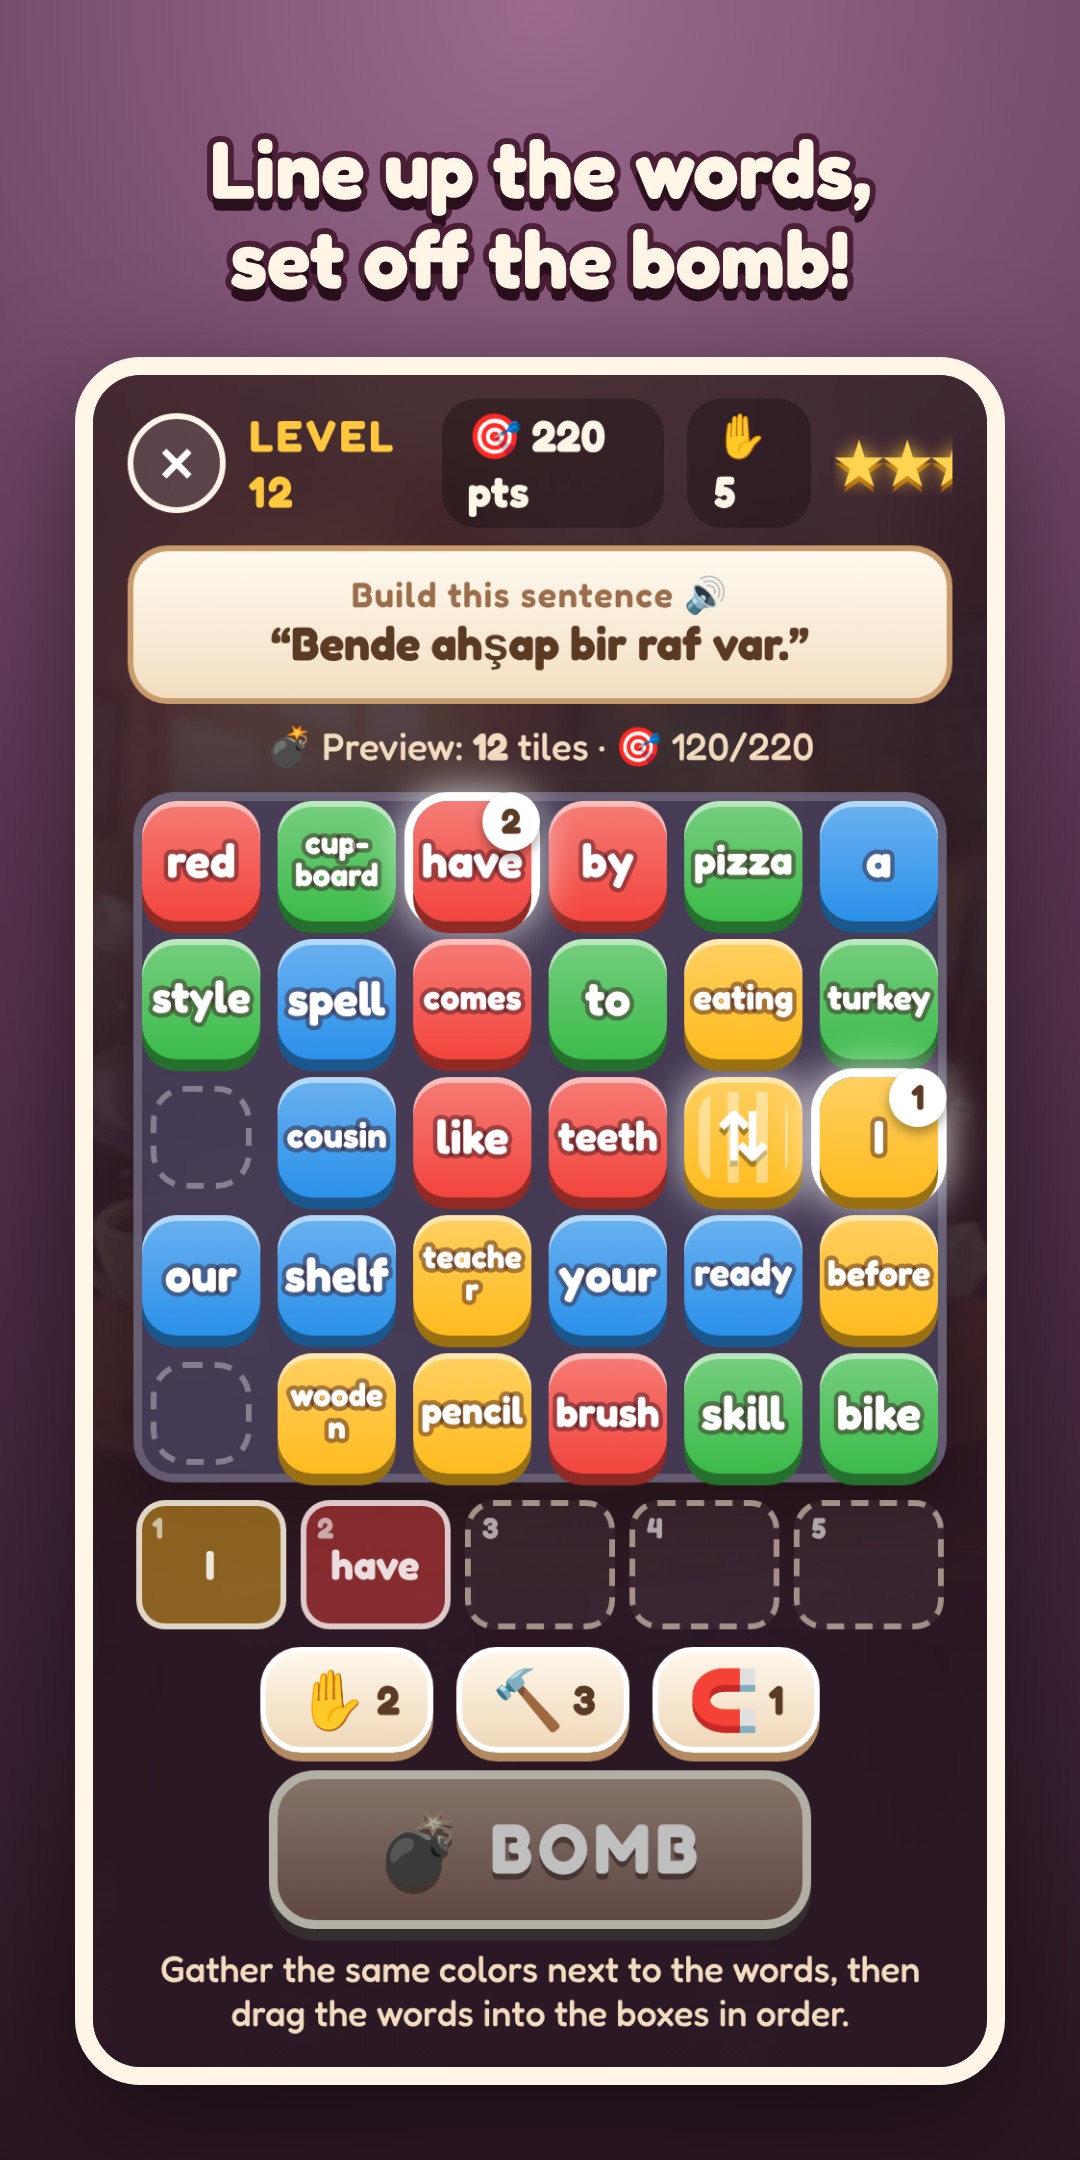 Line up the words,
set off the bomb!
LEVEL
12
220
pts
5
Build this sentence
“Bende ahşap bir raf var.”
Preview: 12 tiles · 120/220
red cup-
board have 2 by pizza a
style spell comes to eating turkey
cousin like teeth I 1
our shelf teache
r your ready before
woode
n pencil brush skill bike
1 I 2 have 3 4 5
2 3 1
BOMB
Gather the same colors next to the words, then
drag the words into the boxes in order.